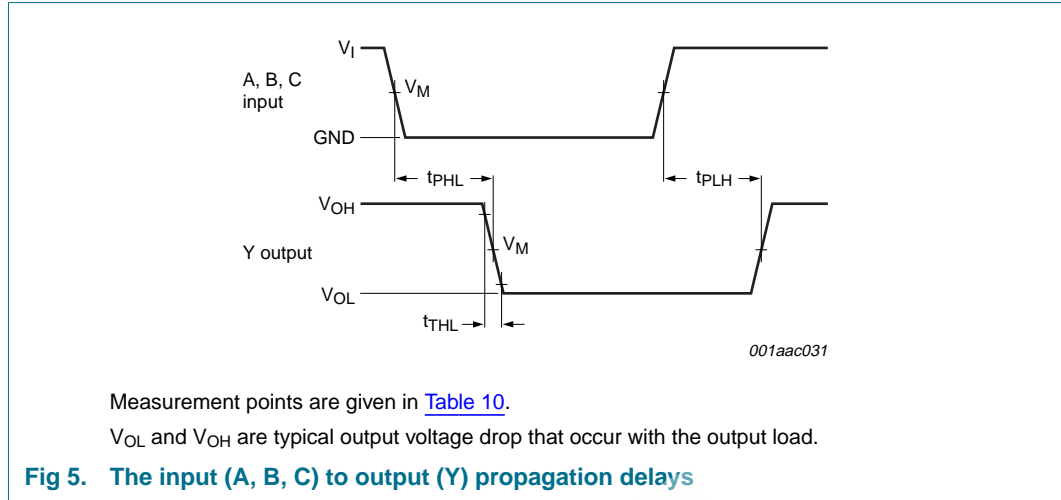 VI
A, B, C
input
VM
GND
tPHL
tPLH
VOH
Y output
VM
VOL
tTHL
001aac031
Measurement points are given in Table 10.
VOL and VOH are typical output voltage drop that occur with the output load.
Fig 5. The input (A, B, C) to output (Y) propagation delays